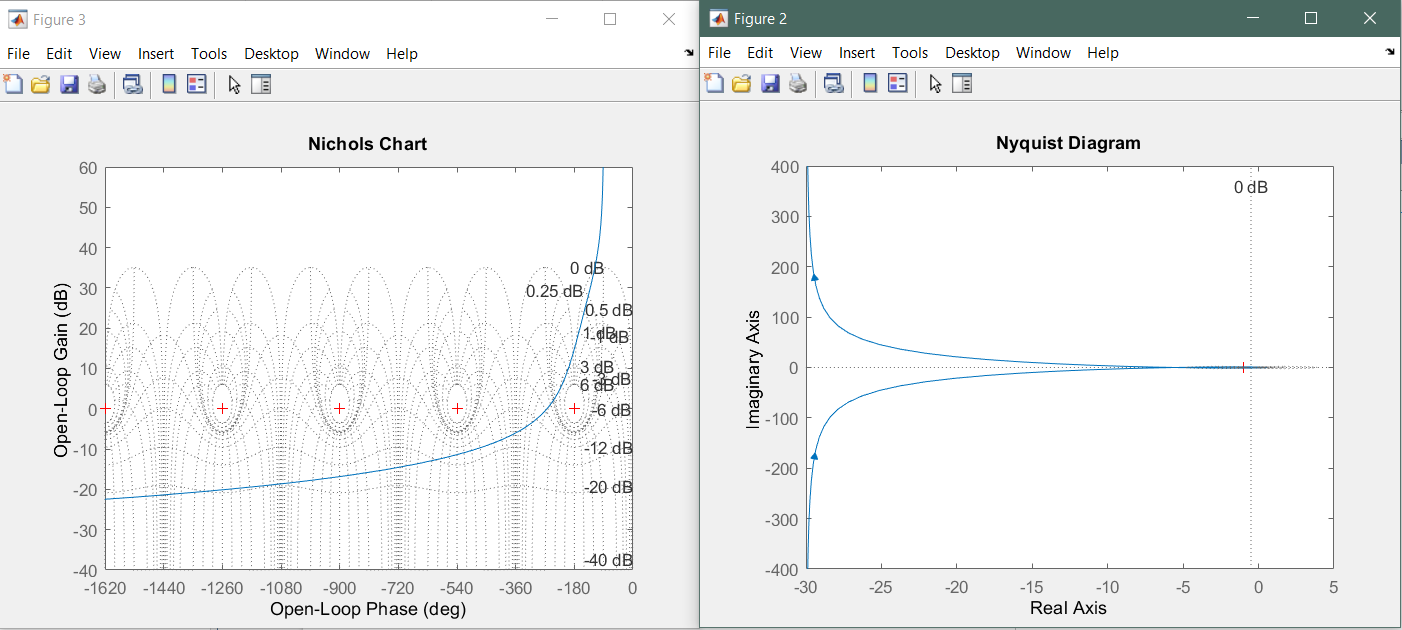 Figure 3
File Edit View Insert Tools Desktop Window Help
Nichols Chart
60
50
40
30
20
10
0
-10
-20
-30
-40
Open-Loop Gain (dB)
0 dB
0.25 dB
0.5 dB
1 dB
-1 dB
3 dB
-3 dB
6 dB
-6 dB
-12 dB
-20 dB
-40 dB
-1620 -1440 -1260 -1080 -900 -720 -540 -360 -180 0
Open-Loop Phase (deg)
Figure 2
File Edit View Insert Tools Desktop Window Help
Nyquist Diagram
400
300
200
100
0
-100
-200
-300
-400
Imaginary Axis
0 dB
-30 -25 -20 -15 -10 -5 0 5
Real Axis